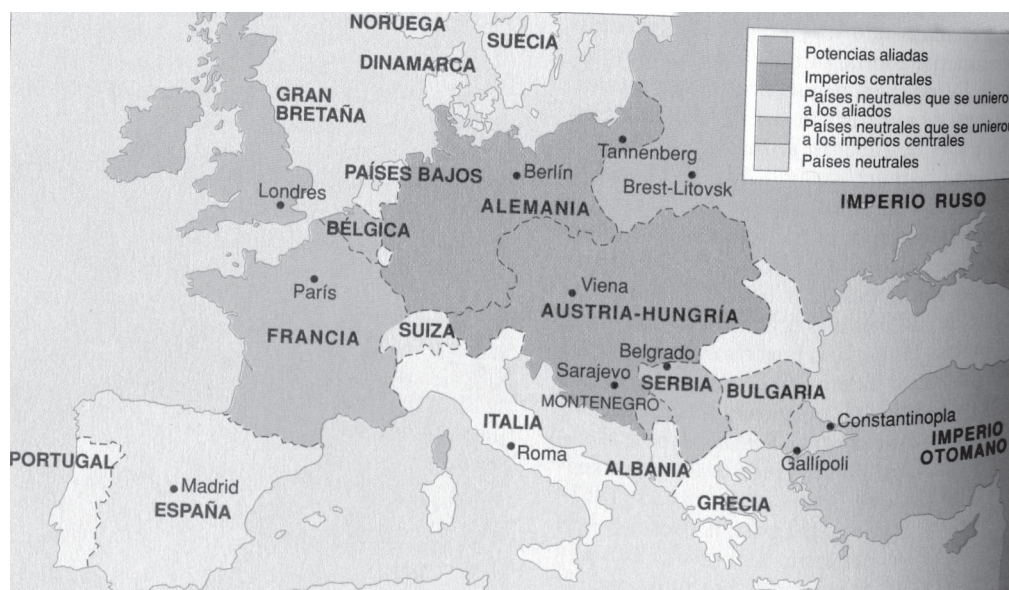 NORUEGA
SUECIA
DINAMARCA
GRAN
BRETAÑA
Potencias aliadas
Imperios centrales
Países neutrales que se uniero
a los aliados
Países neutrales que se uniero
a los imperios centrales
Países neutrales
Tannenberg
PAÍSES BAJOS
Berlín
Brest-Litovsk
Londres
ALEMANIA
IMPERIO RUSO
BÉLGICA
París
Viena
AUSTRIA-HUNGRÍA
FRANCIA
SUIZA
Belgrado
Sarajevo
SERBIA
BULGARIA
MONTENEGRO
ITALIA
Constantinopla
Roma
IMPERIO
OTOMANO
PORTUGAL
ALBANIA
Gallípoli
Madrid
ESPAÑA
GRECIA